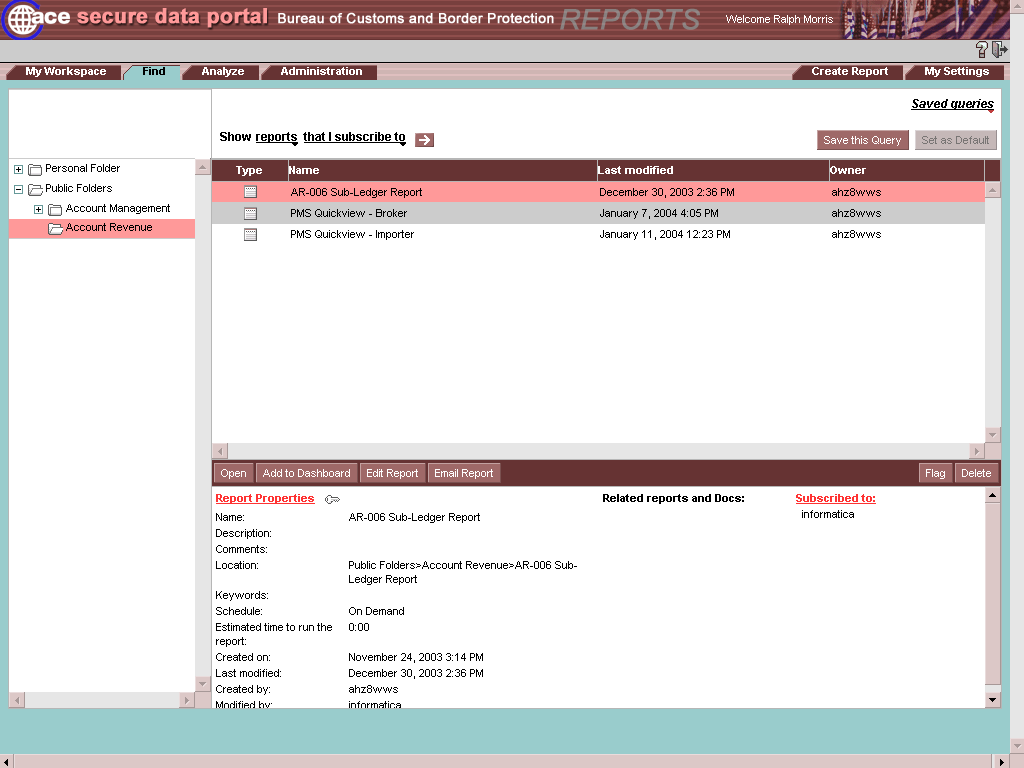 ace secure data portal Bureau of Customs and Border Protection REPORTS Welcome Ralph Morris
My Workspace Find Analyze Administration Create Report My Settings
Saved queries
Show reports that I subscribe to Save this Query Set as Default
Personal Folder
Public Folders
Account Management
Account Revenue
Type Name Last modified Owner
AR-006 Sub-Ledger Report December 30, 2003 2:36 PM ahz8wws
PMS Quickview - Broker January 7, 2004 4:05 PM ahz8wws
PMS Quickview - Importer January 11, 2004 12:23 PM ahz8wws
Open Add to Dashboard Edit Report Email Report Flag Delete
Report Properties Related reports and Docs: Subscribed to:
informatica
Name: AR-006 Sub-Ledger Report
Description:
Comments:
Location: Public Folders>Account Revenue>AR-006 Sub-
Ledger Report
Keywords:
Schedule: On Demand
Estimated time to run the 0:00
report:
Created on: November 24, 2003 3:14 PM
Last modified: December 30, 2003 2:36 PM
Created by: ahz8wws
Modified by: informatica